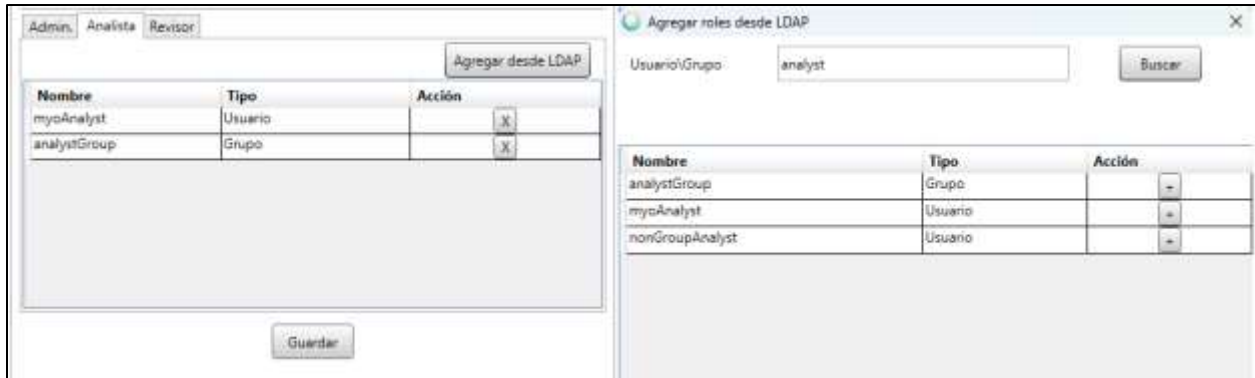 Admin. Analista Revisor
Agregar desde LDAP
Nombre Tipo Acción
myoAnalyst Usuario X
analystGroup Grupo X
Guardar
Agregar roles desde LDAP
Usuario\Grupo analyst Buscar
Nombre Tipo Acción
analystGroup Grupo +
myoAnalyst Usuario +
nonGroupAnalyst Usuario +